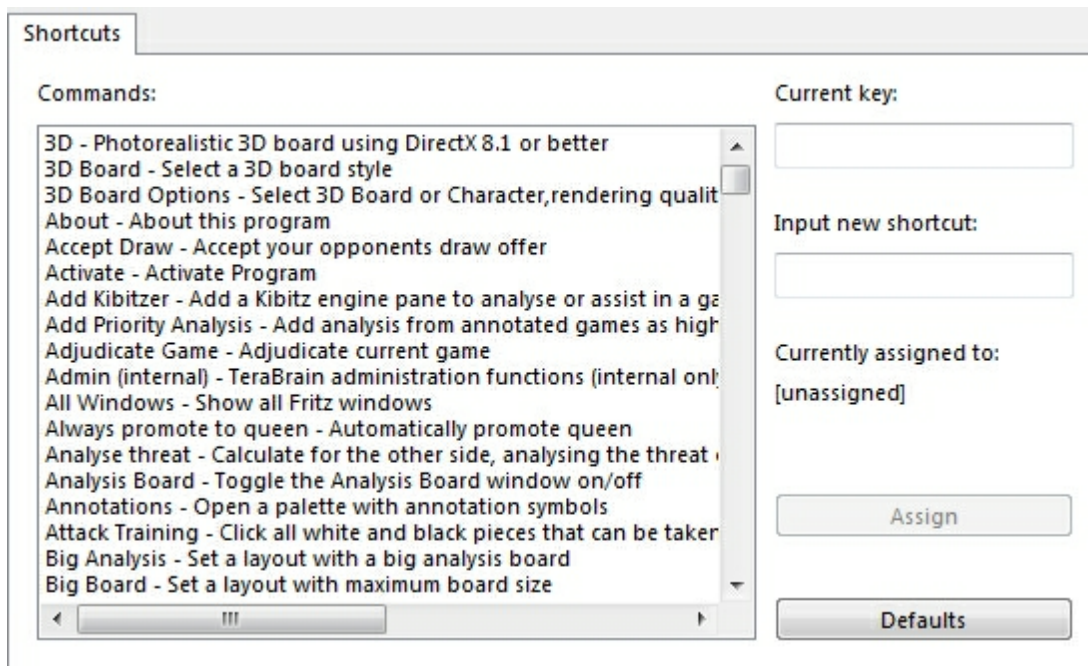 Shortcuts
Commands:
3D - Photorealistic 3D board using DirectX 8.1 or better
3D Board - Select a 3D board style
3D Board Options - Select 3D Board or Character,rendering qualit
About - About this program
Accept Draw - Accept your opponents draw offer
Activate - Activate Program
Add Kibitzer - Add a Kibitz engine pane to analyse or assist in a ga
Add Priority Analysis - Add analysis from annotated games as high
Adjudicate Game - Adjudicate current game
Admin (internal) - TeraBrain administration functions (internal only
All Windows - Show all Fritz windows
Always promote to queen - Automatically promote queen
Analyse threat - Calculate for the other side, analysing the threat
Analysis Board - Toggle the Analysis Board window on/off
Annotations - Open a palette with annotation symbols
Attack Training - Click all white and black pieces that can be taken
Big Analysis - Set a layout with a big analysis board
Big Board - Set a layout with maximum board size
Current key:
Input new shortcut:
Currently assigned to:
[unassigned]
Assign
Defaults